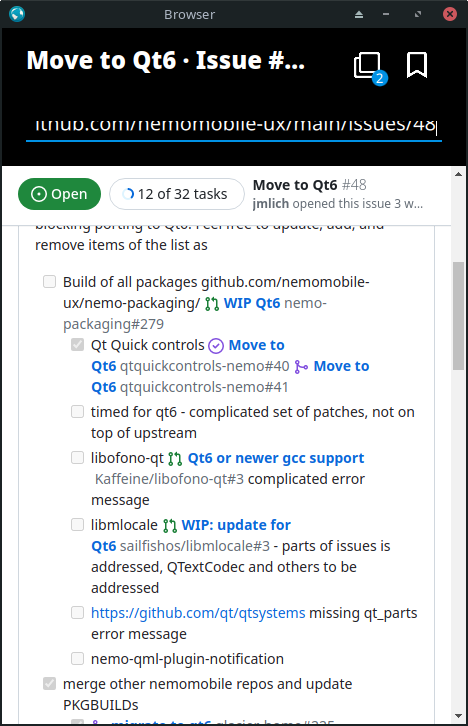 Browser
Move to Qt6 · Issue #...
2
ithub.com/nemomobile-ux/main/issues/48
Open
12 of 32 tasks
Move to Qt6 #48
jmlich opened this issue 3 w...
blocking porting to Qt6. Feel free to update, add, and
remove items of the list as
Build of all packages github.com/nemomobile-
ux/nemo-packaging/ WIP Qt6 nemo-
packaging#279
Qt Quick controls Move to
Qt6 qtquickcontrols-nemo#40 Move to
Qt6 qtquickcontrols-nemo#41
timed for qt6 - complicated set of patches, not on
top of upstream
libofono-qt Qt6 or newer gcc support
Kaffeine/libofono-qt#3 complicated error
message
libmlocale WIP: update for
Qt6 sailfishos/libmlocale#3 - parts of issues is
addressed, QTextCodec and others to be
addressed
https://github.com/qt/qtsystems missing qt_parts
error message
nemo-qml-plugin-notification
merge other nemomobile repos and update
PKGBUILDs
migrate to qt6 glacier-home#225